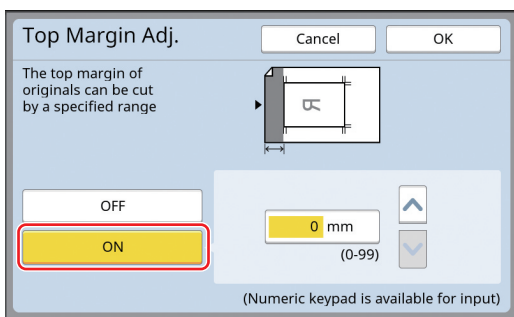 Top Margin Adj.
Cancel
OK
The top margin of
originals can be cut
by a specified range
R
OFF
ON
0 mm
(0-99)
(Numeric keypad is available for input)